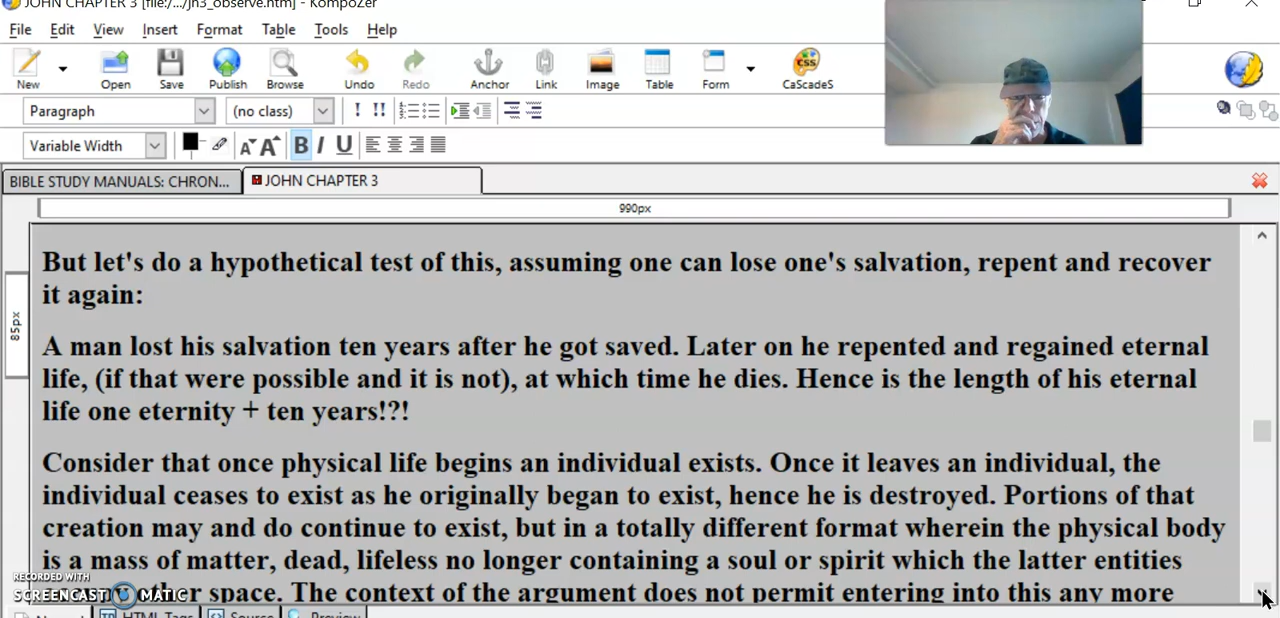 JOHN CHAPTER 3 [file:/.../jn3_observe.htm] - KompoZer
File Edit View Insert Format Table Tools Help
New Open Save Publish Browse Undo Redo Anchor Link Image Table Form CaScadeS
Paragraph (no class) ! !!
Variable Width A A B I U
BIBLE STUDY MANUALS: CHRON... JOHN CHAPTER 3
990px
85px
But let's do a hypothetical test of this, assuming one can lose one's salvation, repent and recover
it again:
A man lost his salvation ten years after he got saved. Later on he repented and regained eternal
life, (if that were possible and it is not), at which time he dies. Hence is the length of his eternal
life one eternity + ten years!?!
Consider that once physical life begins an individual exists. Once it leaves an individual, the
individual ceases to exist as he originally began to exist, hence he is destroyed. Portions of that
creation may and do continue to exist, but in a totally different format wherein the physical body
is a mass of matter, dead, lifeless no longer containing a soul or spirit which the latter entities
space. The context of the argument does not permit entering into this any more
RECORDED WITH
SCREENCAST MATIC
HTML Tags Source Preview